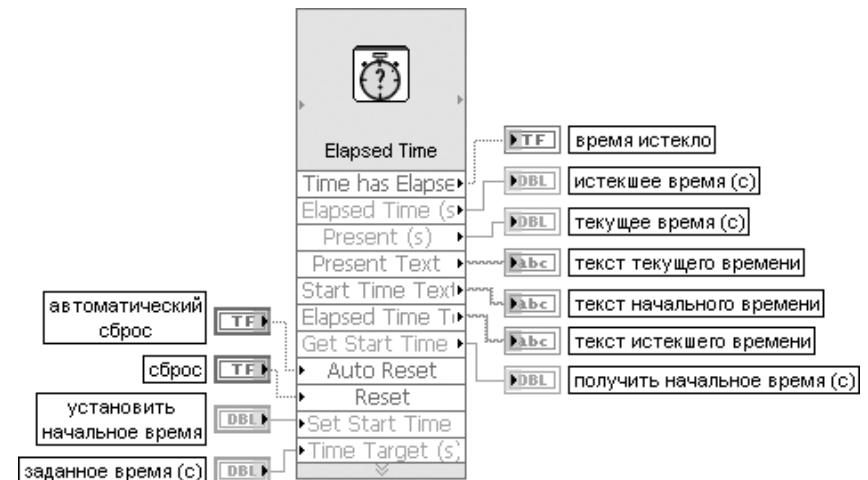 Elapsed Time
Time has Elapse
Elapsed Time (s
Present (s)
Present Text
Start Time Text
Elapsed Time T
Get Start Time
Auto Reset
Reset
Set Start Time
Time Target (s)
автоматический
сброс
TF
сброс
TF
установить
начальное время
DBL
заданное время (с)
DBL
TF
время истекло
DBL
истекшее время (с)
DBL
текущее время (с)
abc
текст текущего времени
abc
текст начального времени
abc
текст истекшего времени
DBL
получить начальное время (с)